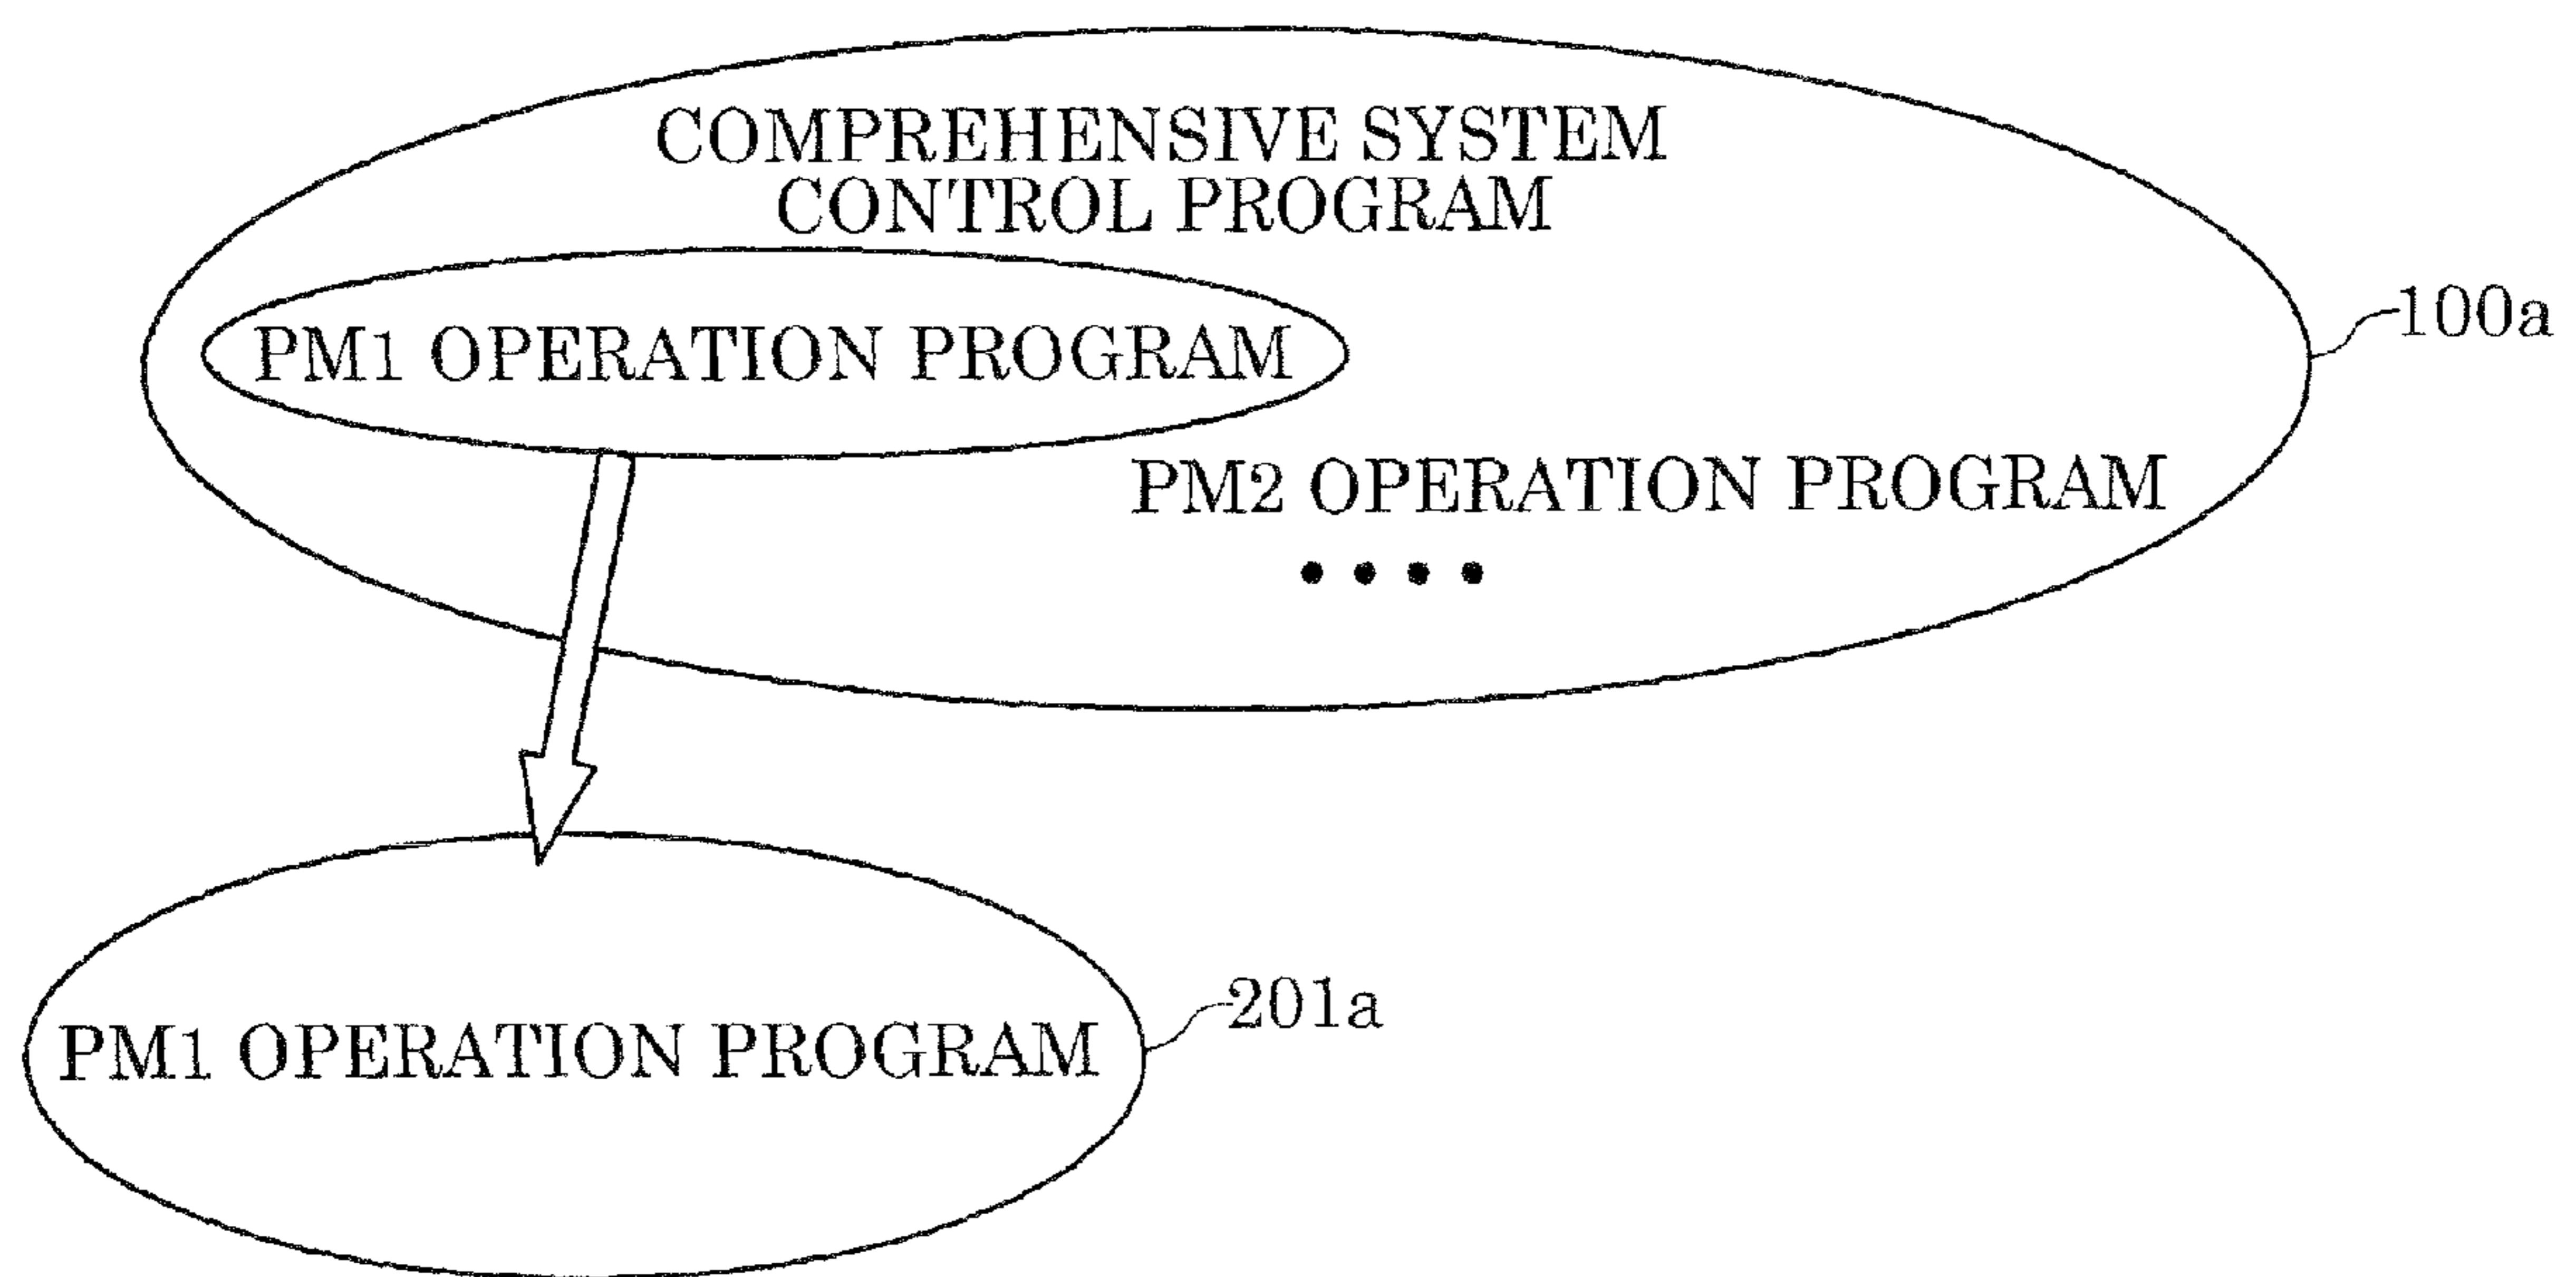 COMPREHENSIVE SYSTEM
CONTROL PROGRAM
PM1 OPERATION PROGRAM
100a
PM2 OPERATION PROGRAM
••••
PM1 OPERATION PROGRAM
201a